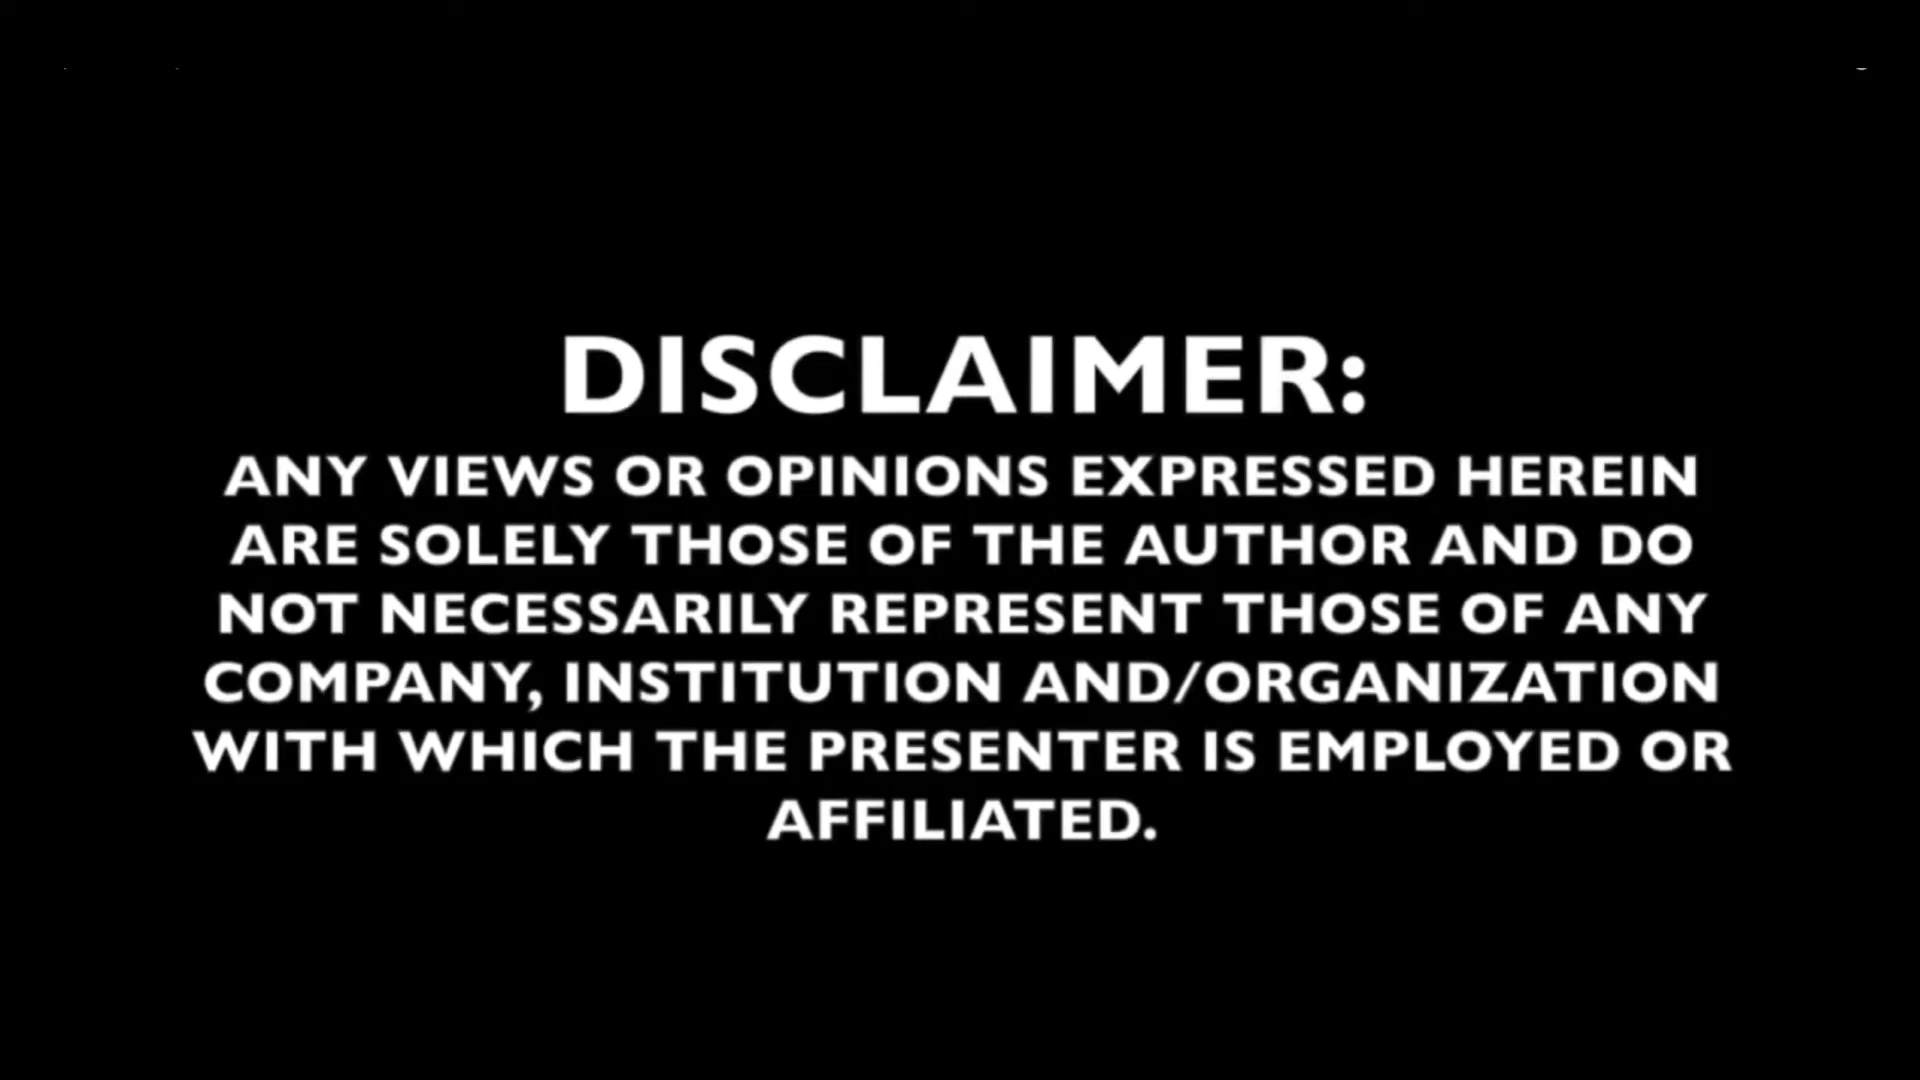 DISCLAIMER:
ANY VIEWS OR OPINIONS EXPRESSED HEREIN
ARE SOLELY THOSE OF THE AUTHOR AND DO
NOT NECESSARILY REPRESENT THOSE OF ANY
COMPANY, INSTITUTION AND/ORGANIZATION
WITH WHICH THE PRESENTER IS EMPLOYED OR
AFFILIATED.